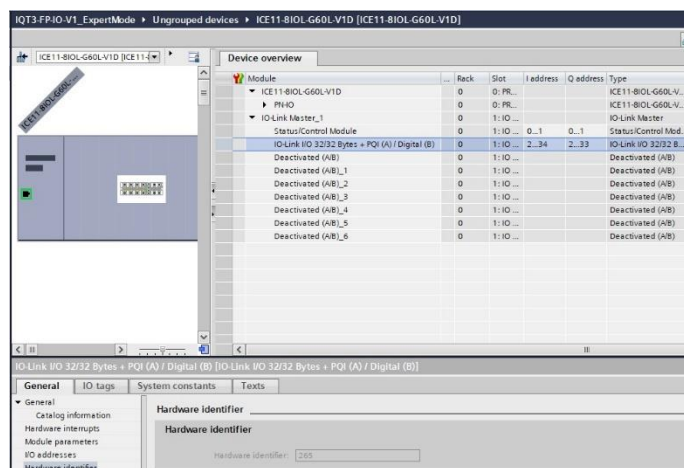 IQT3-FP-IO-V1_ExpertMode ▸ Ungrouped devices ▸ ICE11-8IOL-G60L-V1D [ICE11-8IOL-G60L-V1D]
ICE11-8IOL-G60L-V1D [ICE11-
Device overview
Module ... Rack Slot I address Q address Type
ICE11-8IOL-G60L-V1D 0 0: PR... ICE11-8IOL-G60L-V...
PN-IO 0 0: PR... ICE11-8IOL-G60L-V...
IO-Link Master_1 0 1: IO ... IO-Link Master
Status/Control Module 0 1: IO ... 0...1 0...1 Status/Control Mod...
IO-Link I/O 32/32 Bytes + PQI (A) / Digital (B) 0 1: IO ... 2...34 2...33 IO-Link I/O 32/32 B...
Deactivated (A/B) 0 1: IO ... Deactivated (A/B)
Deactivated (A/B)_1 0 1: IO ... Deactivated (A/B)
Deactivated (A/B)_2 0 1: IO ... Deactivated (A/B)
Deactivated (A/B)_3 0 1: IO ... Deactivated (A/B)
Deactivated (A/B)_4 0 1: IO ... Deactivated (A/B)
Deactivated (A/B)_5 0 1: IO ... Deactivated (A/B)
Deactivated (A/B)_6 0 1: IO ... Deactivated (A/B)
ICE11-8IOL-G60L-...
IO-Link I/O 32/32 Bytes + PQI (A) / Digital (B) [IO-Link I/O 32/32 Bytes + PQI (A) / Digital (B)]
General IO tags System constants Texts
General
Catalog information
Hardware interrupts
Module parameters
I/O addresses
Hardware identifier
Hardware identifier
Hardware identifier
Hardware identifier: 265